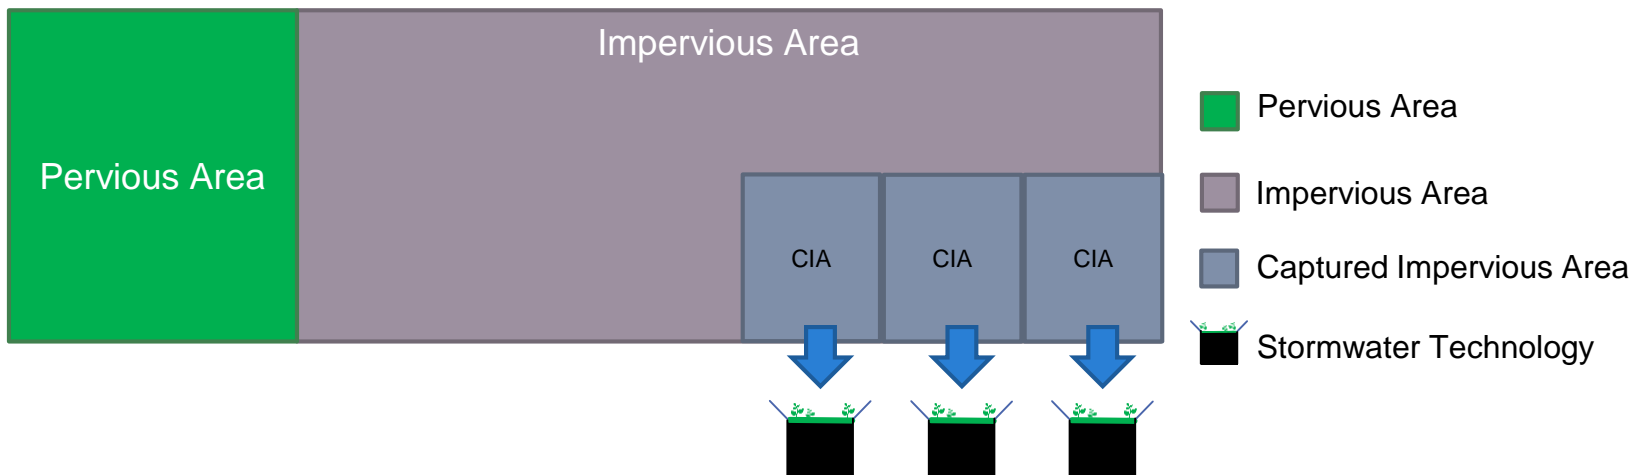 Impervious Area
Pervious Area
CIA
CIA
CIA
Pervious Area
Impervious Area
Captured Impervious Area
Stormwater Technology